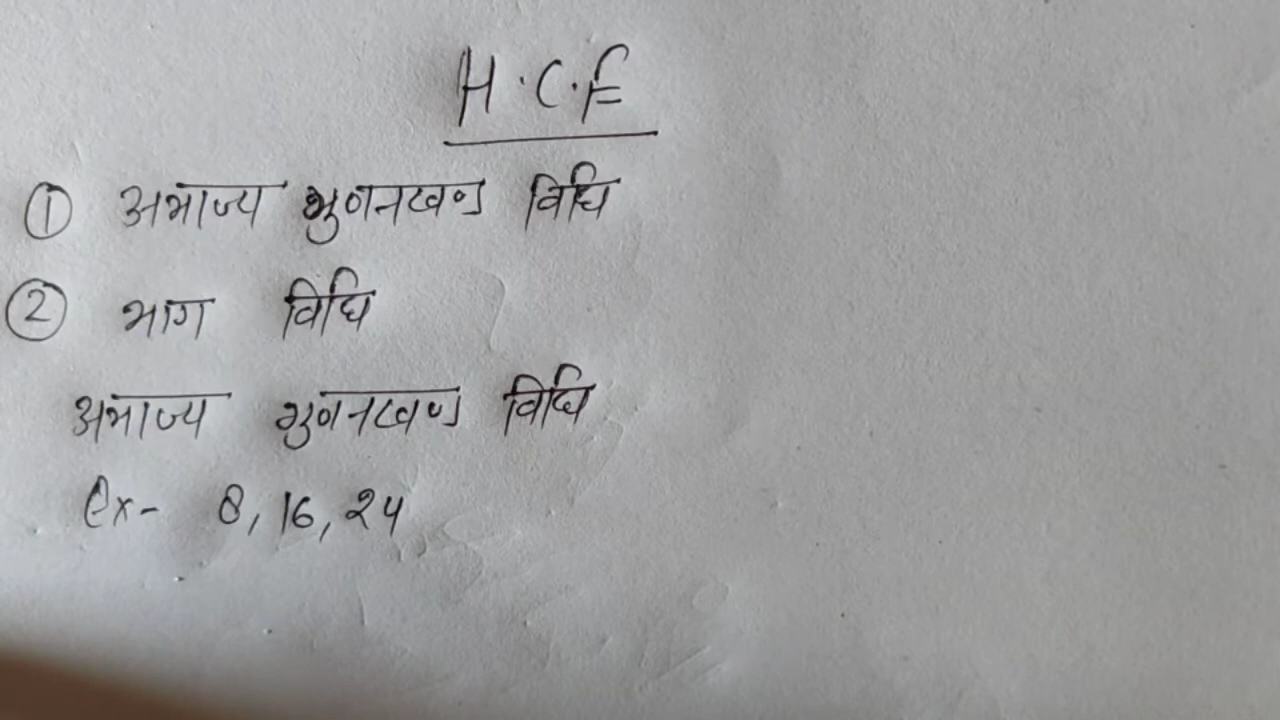 H.C.F
① अभाज्य गुणनखण्ड विधि
② भाग विधि
अभाज्य गुणनखण्ड विधि
ex- 8, 16, 24